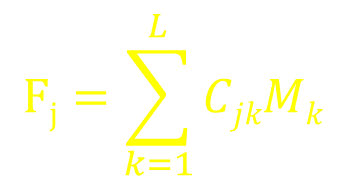 F_j = \sum_{k=1}^{L} C_{jk} M_k